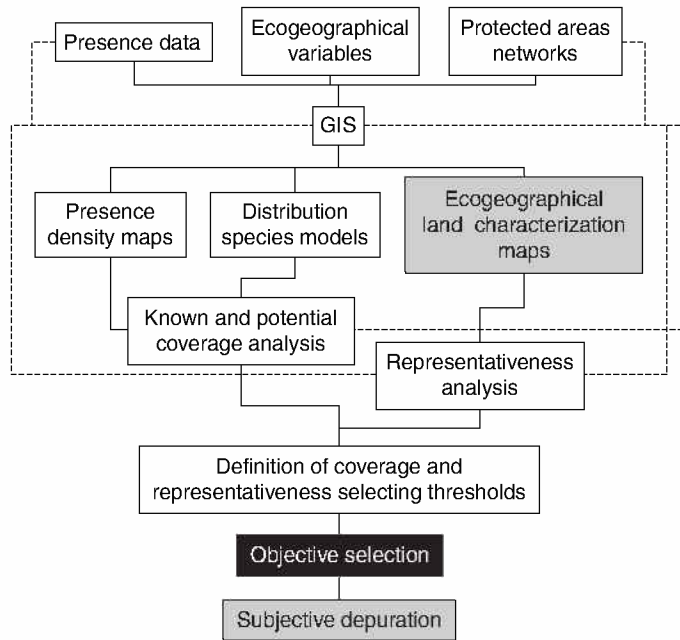 Presence data
Ecogeographical
variables
Protected areas
networks
GIS
Presence
density maps
Distribution
species models
Ecogeographical
land characterization
maps
Known and potential
coverage analysis
Representativeness
analysis
Definition of coverage and
representativeness selecting thresholds
Objective selection
Subjective depuration